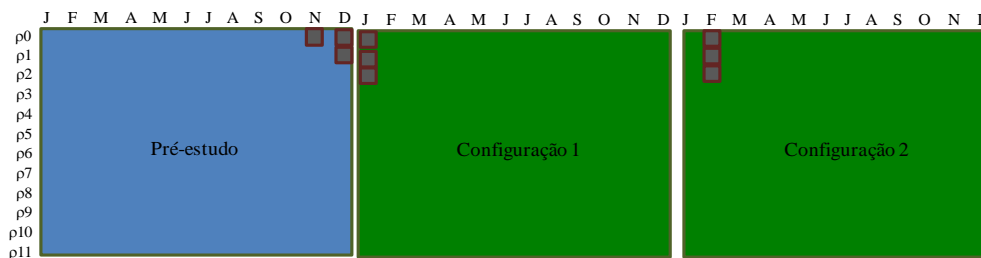 J F M A M J J A S O N D J F M A M J J A S O N D J F M A M J J A S O N D
ρ0
ρ1
ρ2
ρ3
ρ4
ρ5
ρ6
ρ7
ρ8
ρ9
ρ10
ρ11
Pré-estudo Configuração 1 Configuração 2